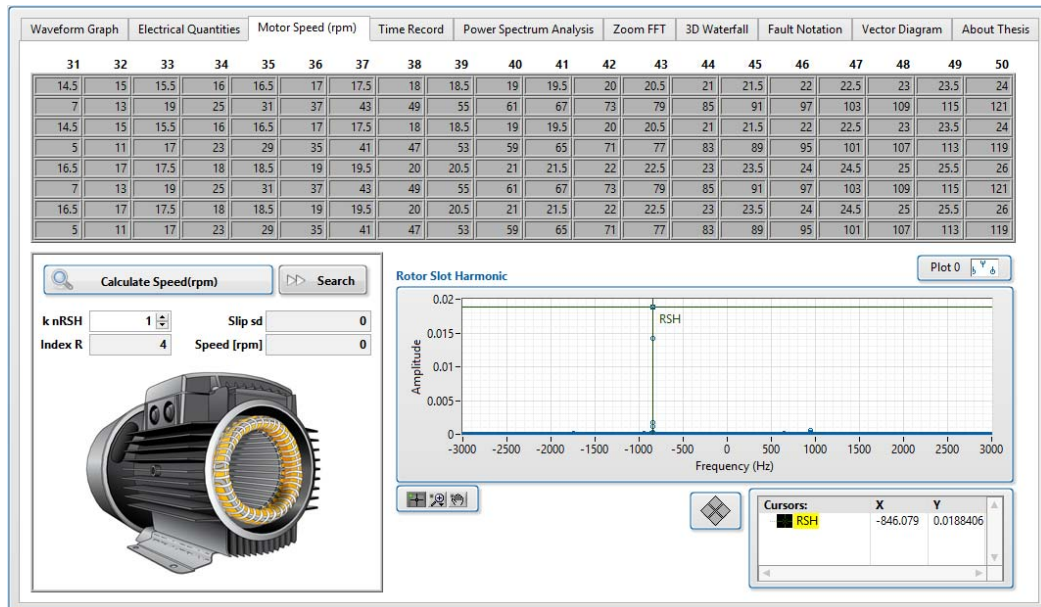 Waveform Graph Electrical Quantities Motor Speed (rpm) Time Record Power Spectrum Analysis Zoom FFT 3D Waterfall Fault Notation Vector Diagram About Thesis
31 32 33 34 35 36 37 38 39 40 41 42 43 44 45 46 47 48 49 50
14.5 15 15.5 16 16.5 17 17.5 18 18.5 19 19.5 20 20.5 21 21.5 22 22.5 23 23.5 24
7 13 19 25 31 37 43 49 55 61 67 73 79 85 91 97 103 109 115 121
14.5 15 15.5 16 16.5 17 17.5 18 18.5 19 19.5 20 20.5 21 21.5 22 22.5 23 23.5 24
5 11 17 23 29 35 41 47 53 59 65 71 77 83 89 95 101 107 113 119
16.5 17 17.5 18 18.5 19 19.5 20 20.5 21 21.5 22 22.5 23 23.5 24 24.5 25 25.5 26
7 13 19 25 31 37 43 49 55 61 67 73 79 85 91 97 103 109 115 121
16.5 17 17.5 18 18.5 19 19.5 20 20.5 21 21.5 22 22.5 23 23.5 24 24.5 25 25.5 26
5 11 17 23 29 35 41 47 53 59 65 71 77 83 89 95 101 107 113 119
Calculate Speed(rpm) Search
k nRSH 1 Slip sd 0
Index R 4 Speed [rpm] 0
Rotor Slot Harmonic
Plot 0
0.02
0.015
0.01
0.005
0
Amplitude
RSH
-3000 -2500 -2000 -1500 -1000 -500 0 500 1000 1500 2000 2500 3000
Frequency (Hz)
Cursors: X Y
RSH -846.079 0.0188406